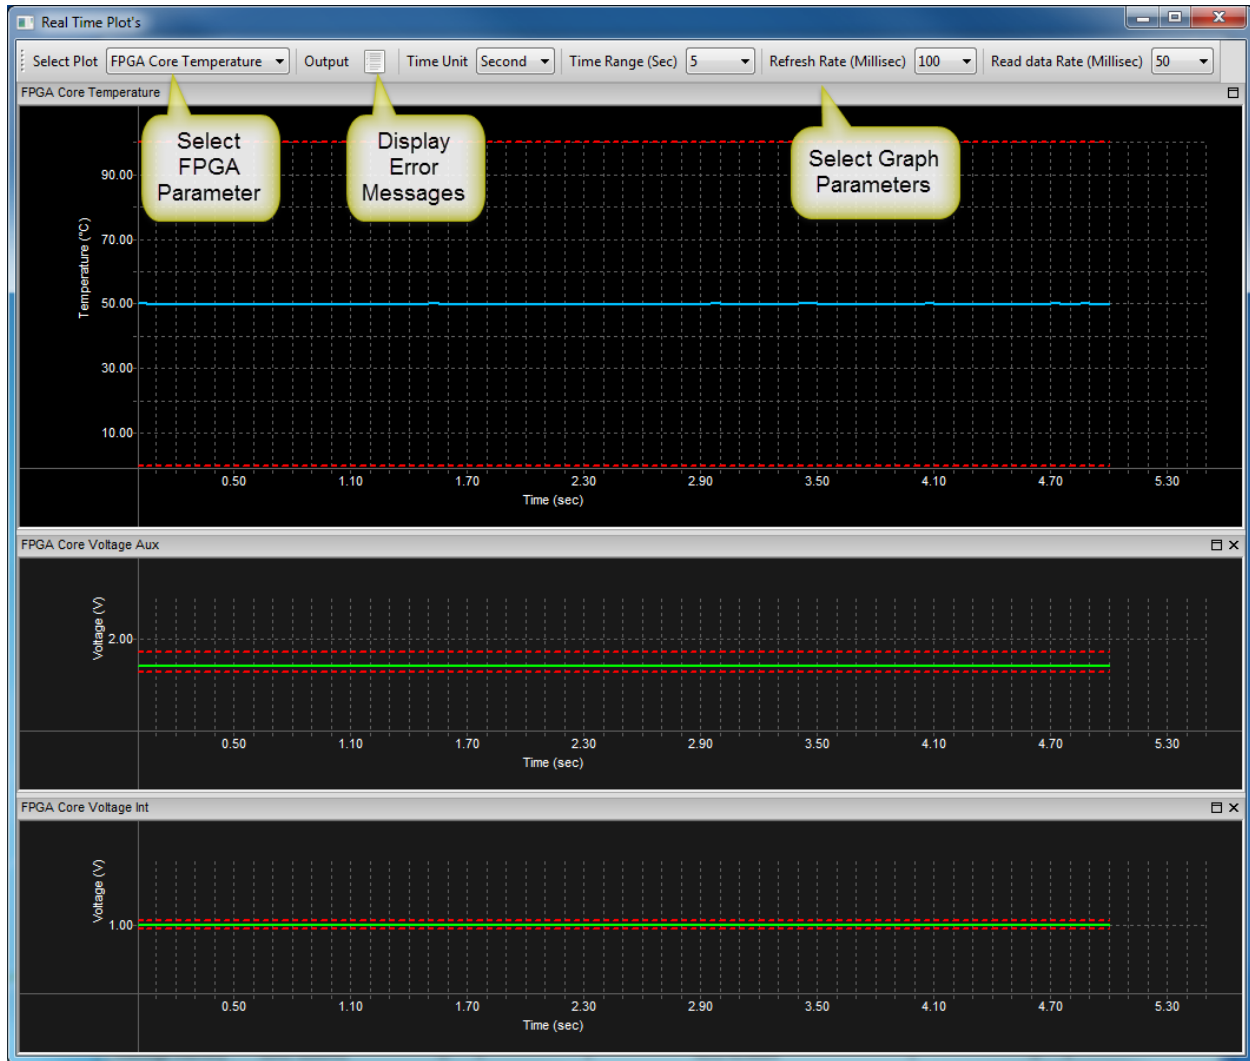 Real Time Plot's
Select Plot FPGA Core Temperature Output Time Unit Second Time Range (Sec) 5 Refresh Rate (Millisec) 100 Read data Rate (Millisec) 50
FPGA Core Temperature
Select
FPGA
Parameter
Display
Error
Messages
Select Graph
Parameters
90.00
70.00
50.00
30.00
10.00
Temperature (°C)
0.50 1.10 1.70 2.30 2.90 3.50 4.10 4.70 5.30
Time (sec)
FPGA Core Voltage Aux
Voltage (V)
2.00
0.50 1.10 1.70 2.30 2.90 3.50 4.10 4.70 5.30
Time (sec)
FPGA Core Voltage Int
Voltage (V)
1.00
0.50 1.10 1.70 2.30 2.90 3.50 4.10 4.70 5.30
Time (sec)